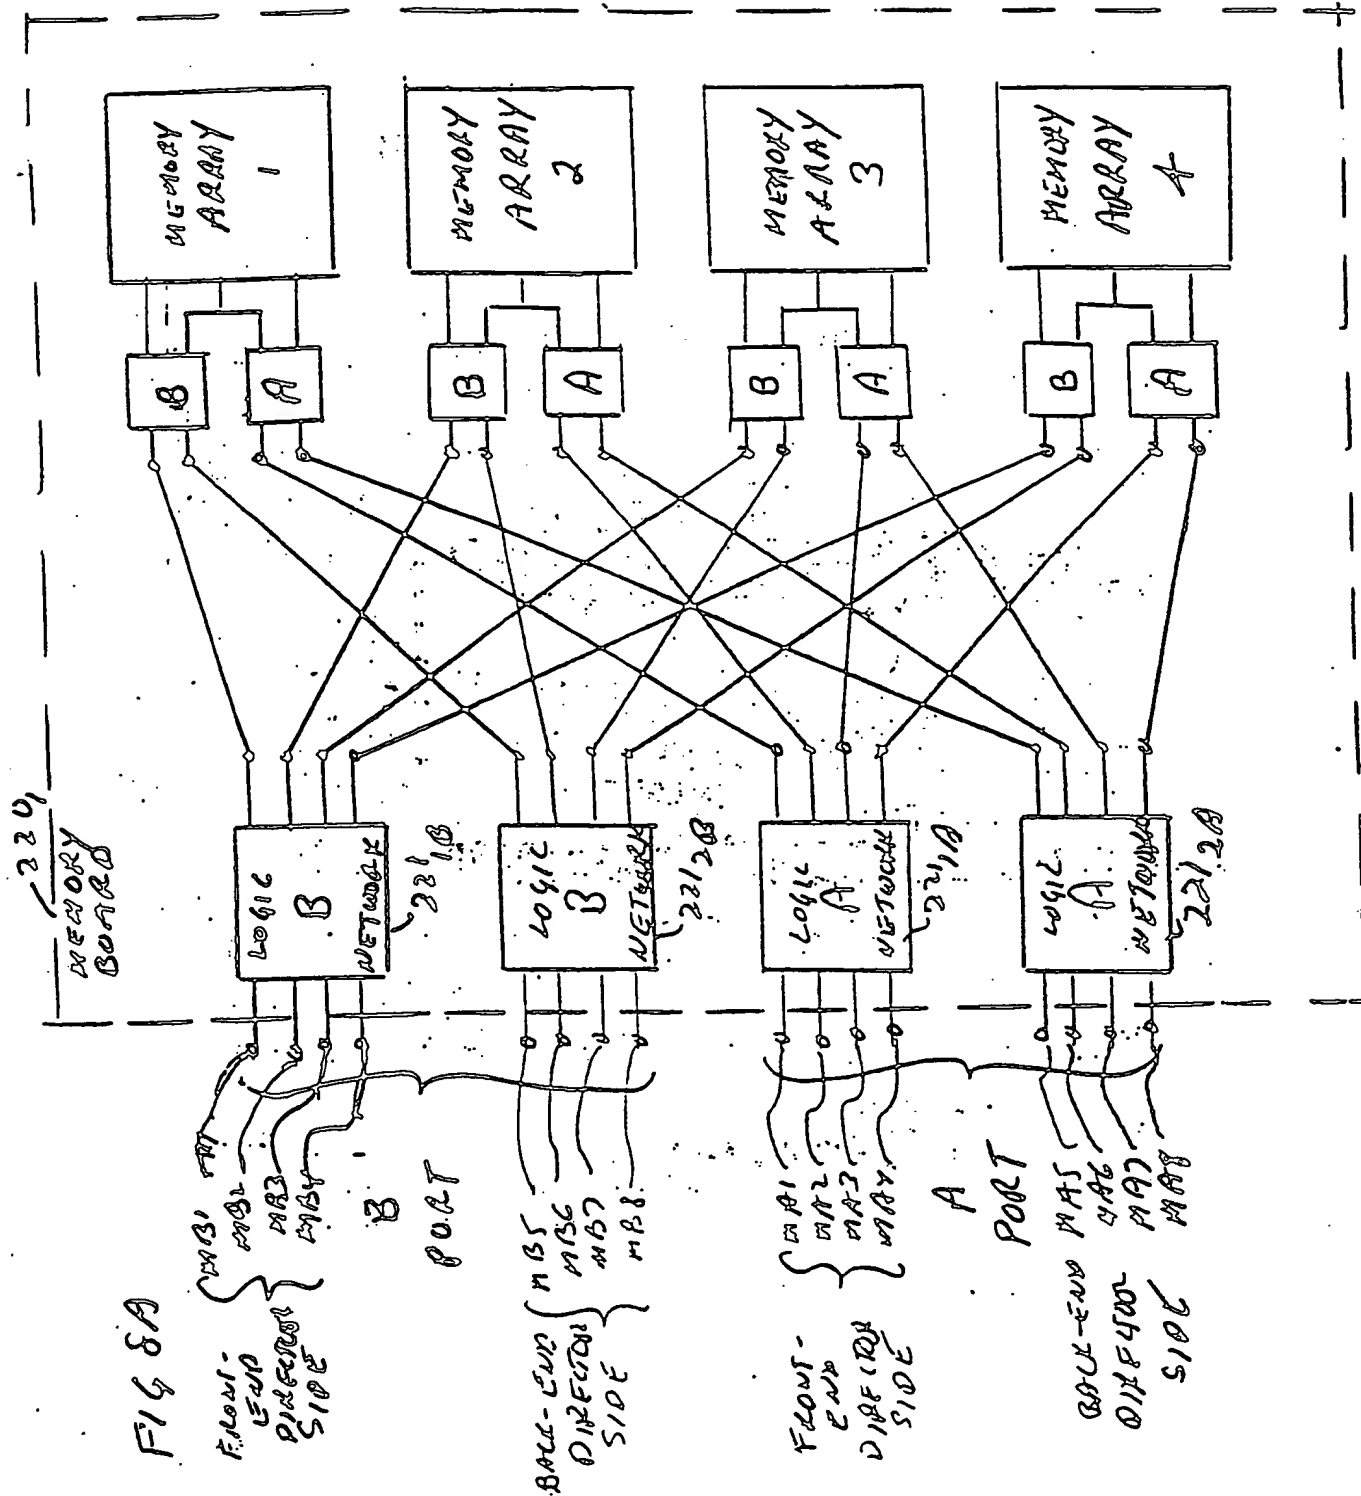 FIG 8A
220,
MEMORY
BOARD
MEMORY
ARRAY
1
MEMORY
ARRAY
2
MEMORY
ARRAY
3
MEMORY
ARRAY
4
B
A
B
A
B
A
B
A
LOGIC
B
NETWORK
221 1B
LOGIC
B
NETWORK
221 2B
LOGIC
A
NETWORK
221 1A
LOGIC
A
NETWORK
MB1
MB2
MB3
MB4
FRONT-
END
DIRECTOR
SIDE
B
PORT
MB5
MB6
MB7
MB8
BACK-END
DIRECTOR
SIDE
MA1
MA2
MA3
MA4
FRONT-
END
DIRECTOR
SIDE
A
PORT
MA5
MA6
MA7
MA8
BACK-END
DIRECTOR
SIDE